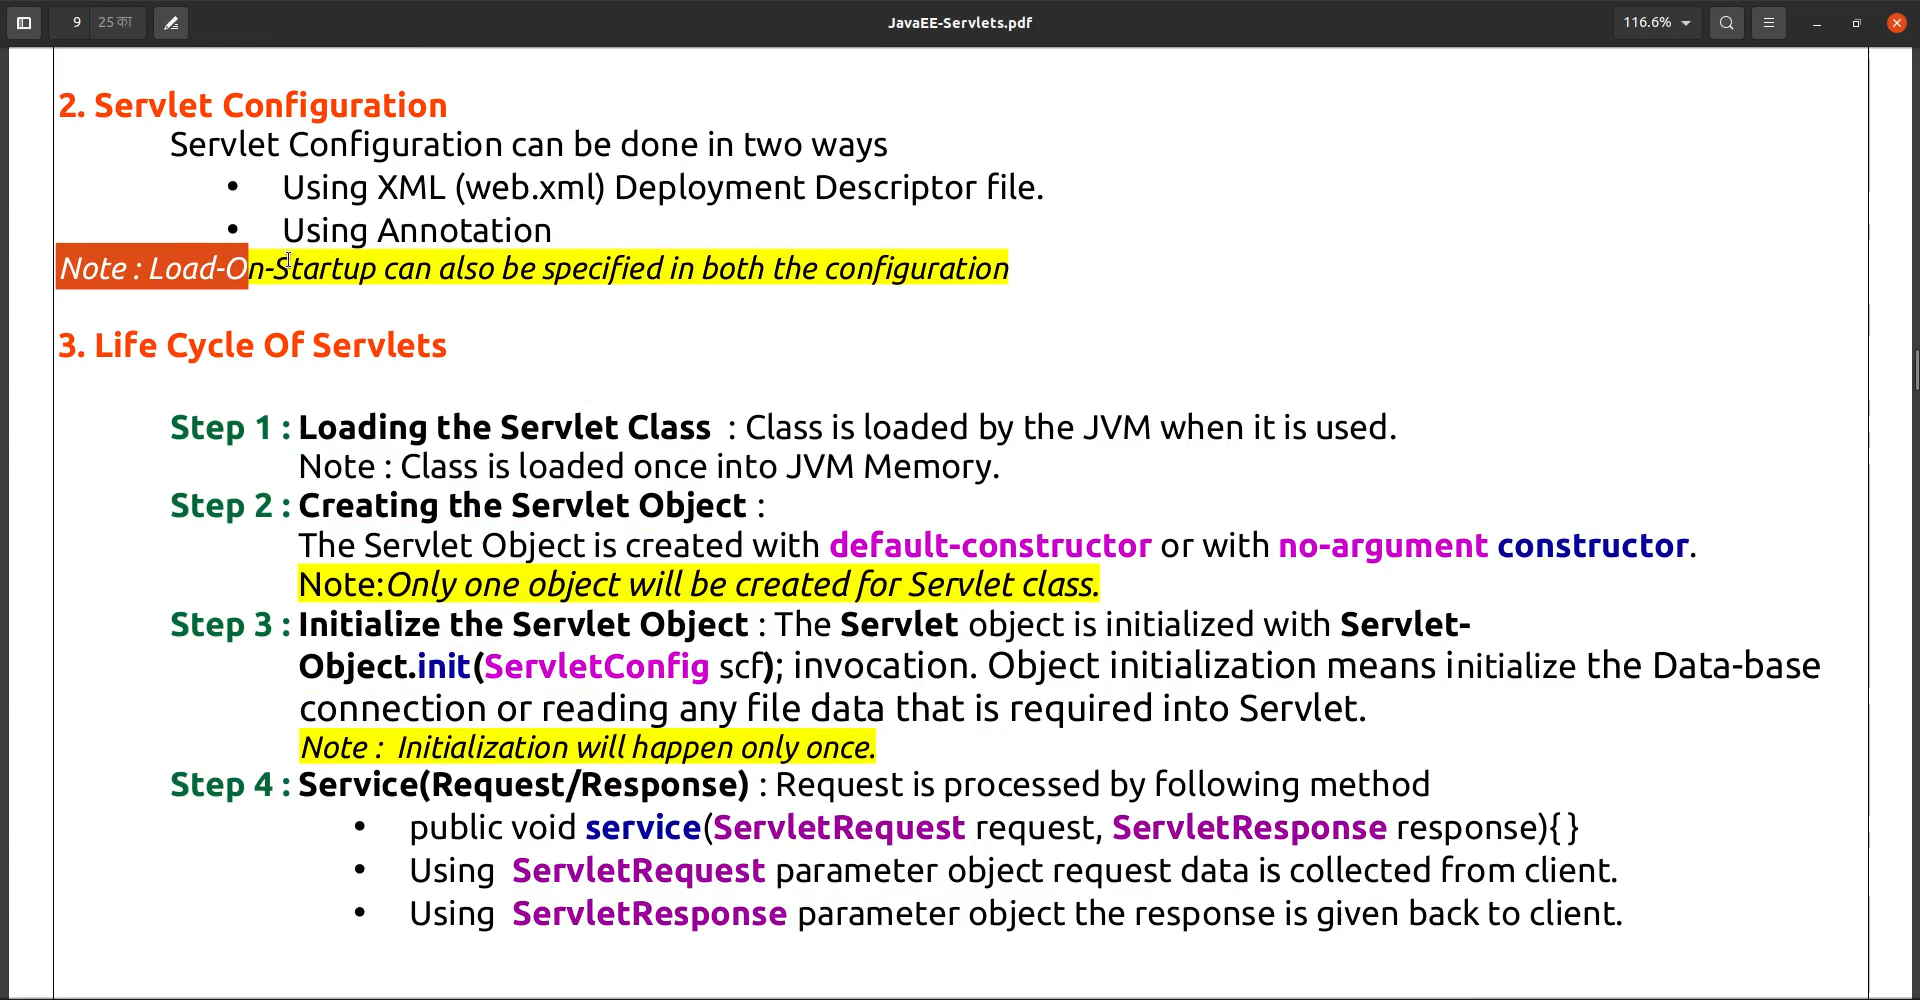 9 25 का JavaEE-Servlets.pdf 116.6%
2. Servlet Configuration
Servlet Configuration can be done in two ways
• Using XML (web.xml) Deployment Descriptor file.
• Using Annotation
Note : Load-On-Startup can also be specified in both the configuration
3. Life Cycle Of Servlets
Step 1 : Loading the Servlet Class : Class is loaded by the JVM when it is used.
Note : Class is loaded once into JVM Memory.
Step 2 : Creating the Servlet Object :
The Servlet Object is created with default-constructor or with no-argument constructor.
Note:Only one object will be created for Servlet class.
Step 3 : Initialize the Servlet Object : The Servlet object is initialized with Servlet-
Object.init(ServletConfig scf); invocation. Object initialization means initialize the Data-base
connection or reading any file data that is required into Servlet.
Note : Initialization will happen only once.
Step 4 : Service(Request/Response) : Request is processed by following method
• public void service(ServletRequest request, ServletResponse response){ }
• Using ServletRequest parameter object request data is collected from client.
• Using ServletResponse parameter object the response is given back to client.